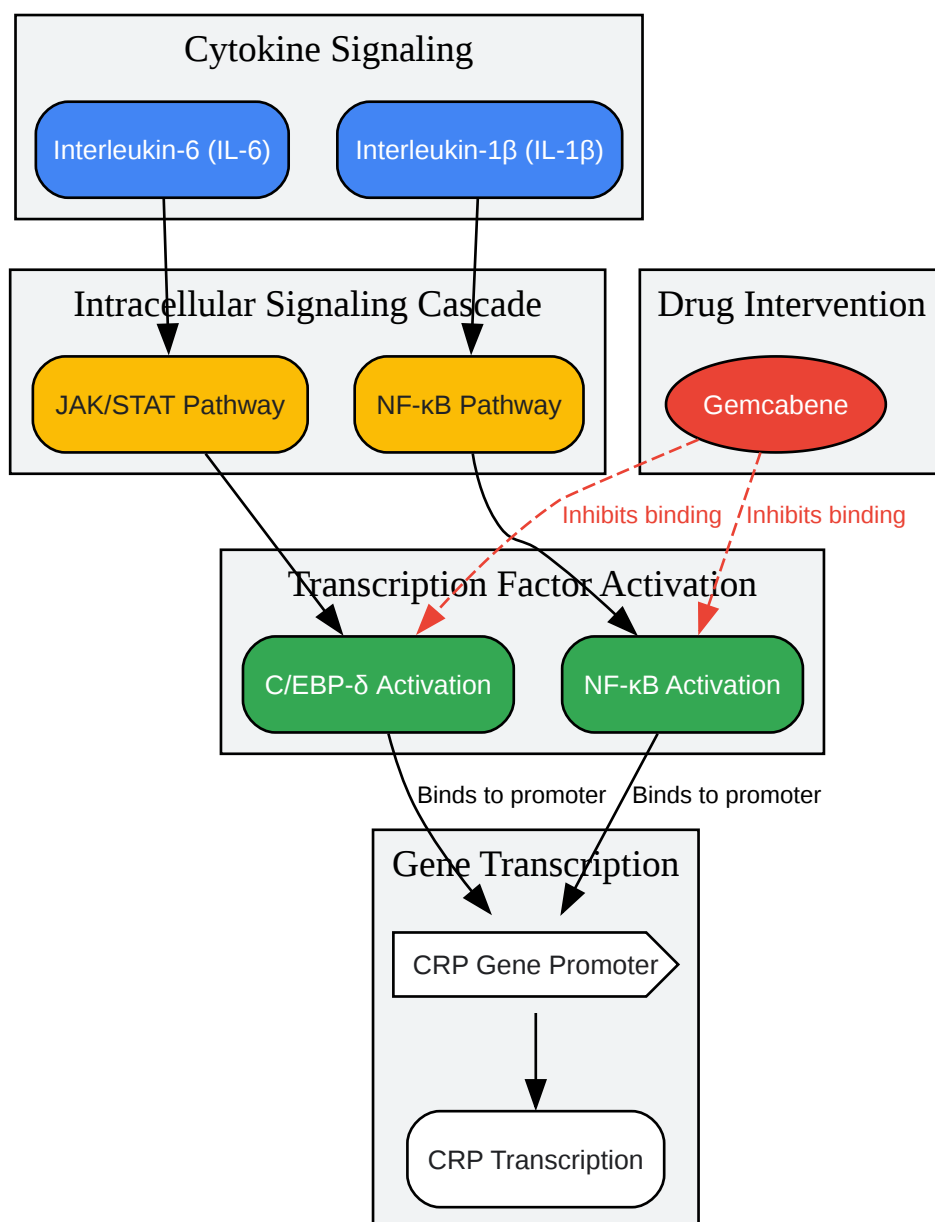 Cytokine Signaling
Interleukin-6 (IL-6)
Interleukin-1β (IL-1β)
Intracellular Signaling Cascade
Drug Intervention
JAK/STAT Pathway
NF-κB Pathway
Gemcabene
Inhibits binding
Inhibits binding
Transcription Factor Activation
C/EBP-δ Activation
NF-κB Activation
Binds to promoter
Binds to promoter
Gene Transcription
CRP Gene Promoter
CRP Transcription